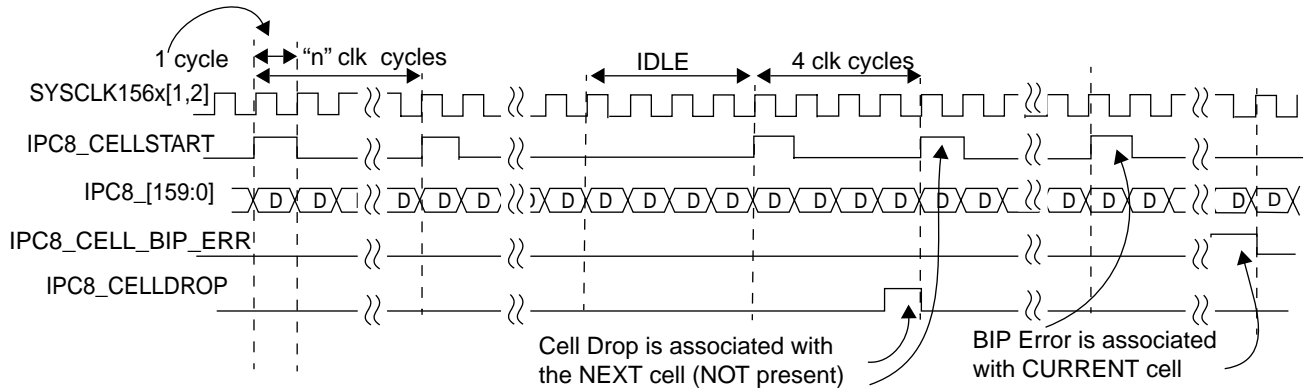 1 cycle
“n” clk cycles
IDLE
4 clk cycles
SYSCLK156x[1,2]
IPC8_CELLSTART
IPC8_[159:0]
D D D D D D D D D D D D D D D D D D D
IPC8_CELL_BIP_ERR
IPC8_CELLDROP
Cell Drop is associated with
the NEXT cell (NOT present)
BIP Error is associated
with CURRENT cell